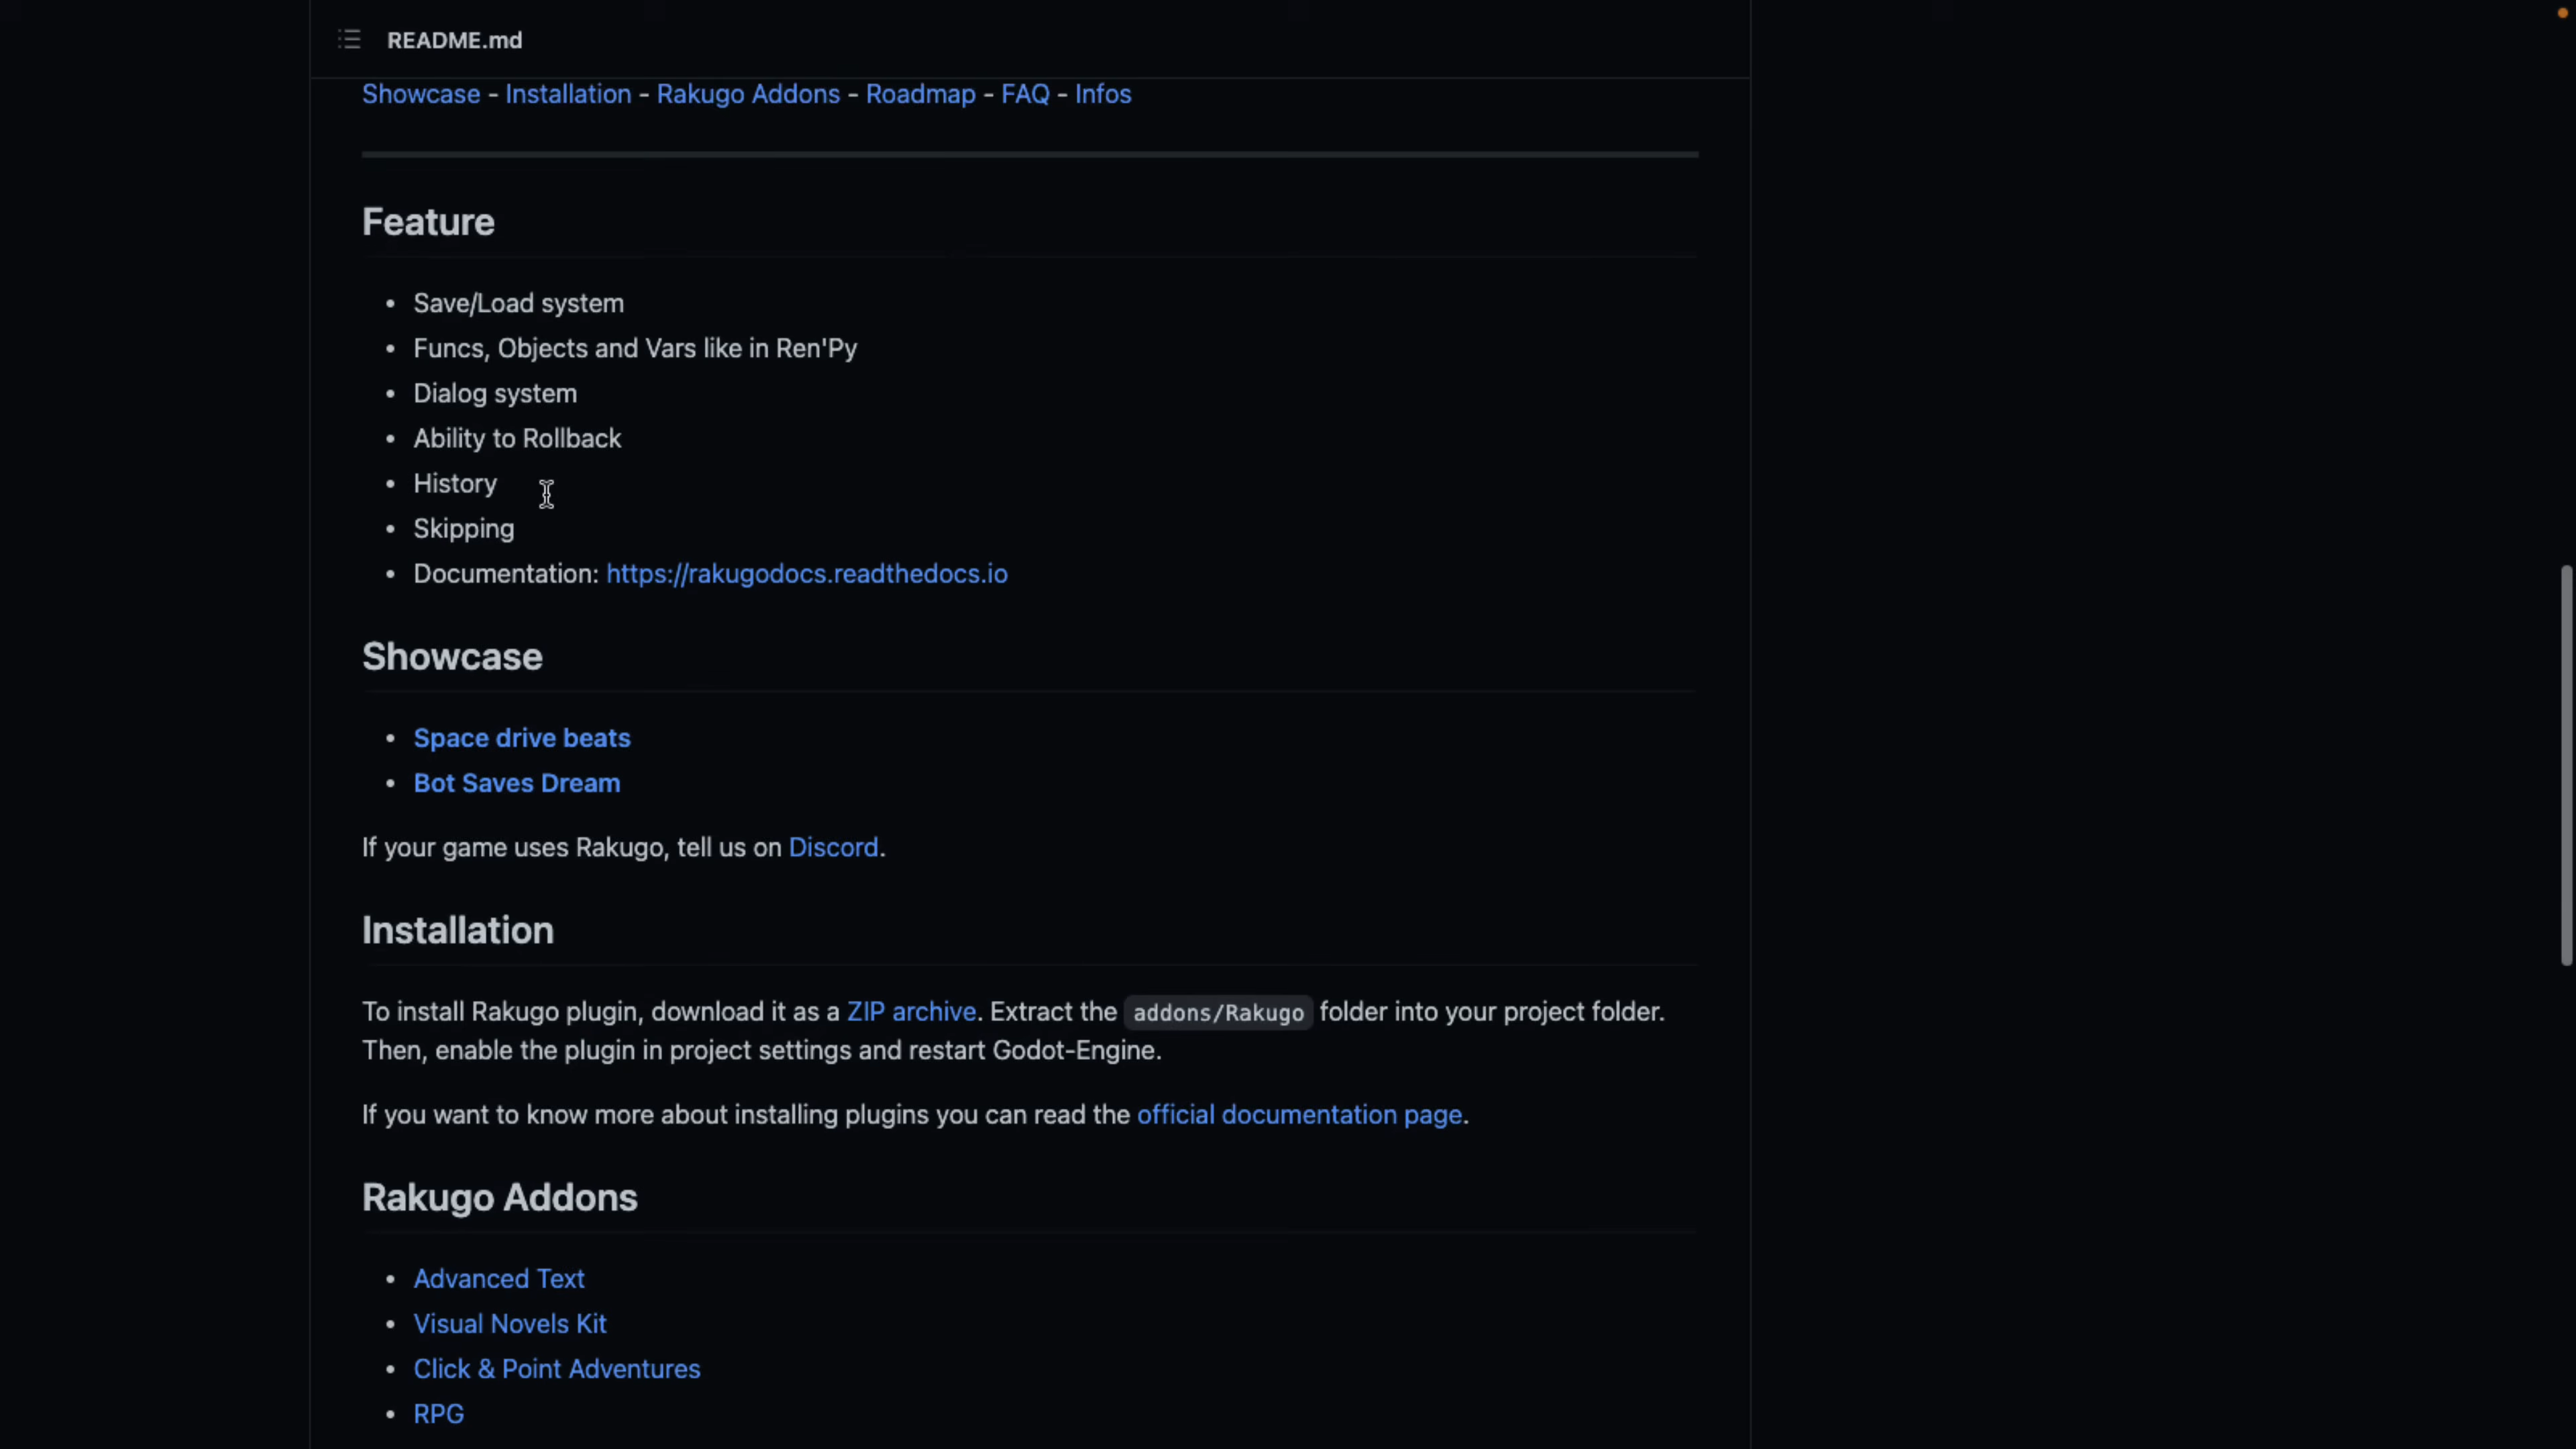 README.md
Showcase - Installation - Rakugo Addons - Roadmap - FAQ - Infos
Feature
• Save/Load system
• Funcs, Objects and Vars like in Ren'Py
• Dialog system
• Ability to Rollback
• History
• Skipping
• Documentation: https://rakugodocs.readthedocs.io
Showcase
• Space drive beats
• Bot Saves Dream
If your game uses Rakugo, tell us on Discord.
Installation
To install Rakugo plugin, download it as a ZIP archive. Extract the addons/Rakugo folder into your project folder.
Then, enable the plugin in project settings and restart Godot-Engine.
If you want to know more about installing plugins you can read the official documentation page.
Rakugo Addons
• Advanced Text
• Visual Novels Kit
• Click & Point Adventures
• RPG